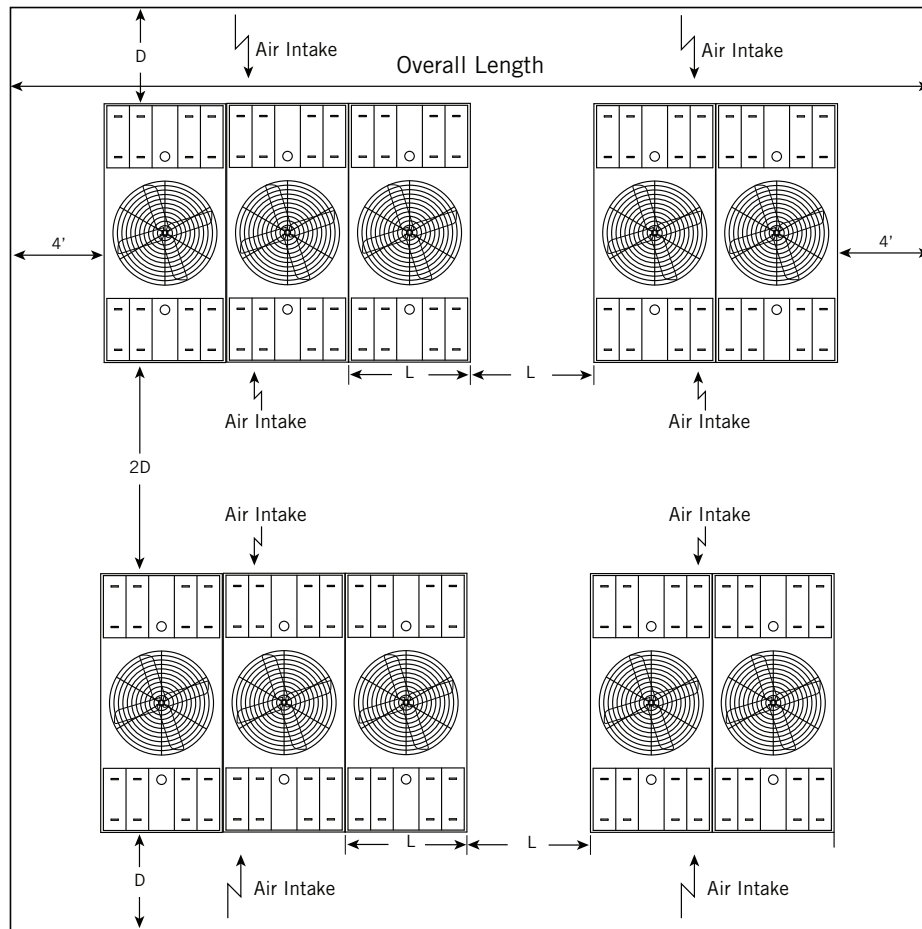 D
Air Intake
Air Intake
Overall Length
4'
4'
L
L
Air Intake
Air Intake
2D
Air Intake
Air Intake
L
L
D
Air Intake
Air Intake